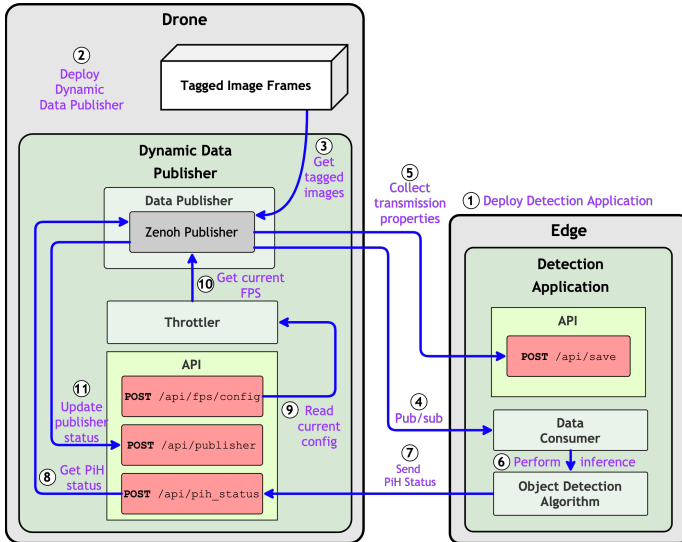 Drone
2
Deploy
Dynamic
Data Publisher
Tagged Image Frames
Dynamic Data
Publisher
3
Get
tagged
images
Data Publisher
Zenoh Publisher
10 Get current
FPS
Throttler
API
POST /api/fps/config
POST /api/publisher
POST /api/pih_status
11
Update
publisher
status
8 Get PiH
status
9 Read
current
config
5
Collect
transmission
properties
4
Pub/sub
7
Send
PiH Status
1 Deploy Detection Application
Edge
Detection
Application
API
POST /api/save
Data
Consumer
6 Perform inference
Object Detection
Algorithm